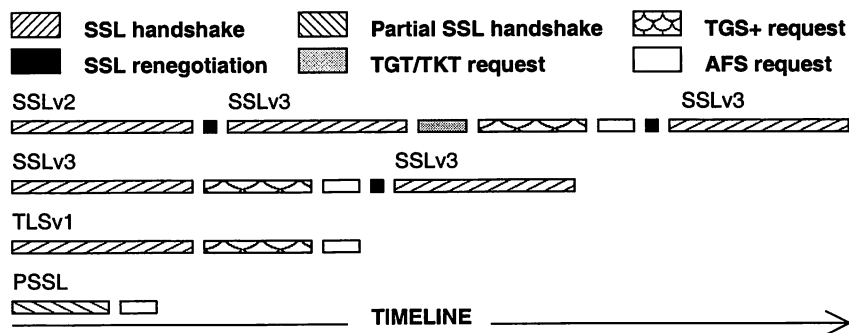 SSL handshake Partial SSL handshake TGS+ request
SSL renegotiation TGT/TKT request AFS request
SSLv2 SSLv3 SSLv3
SSLv3 SSLv3
TLSv1
PSSL
TIMELINE